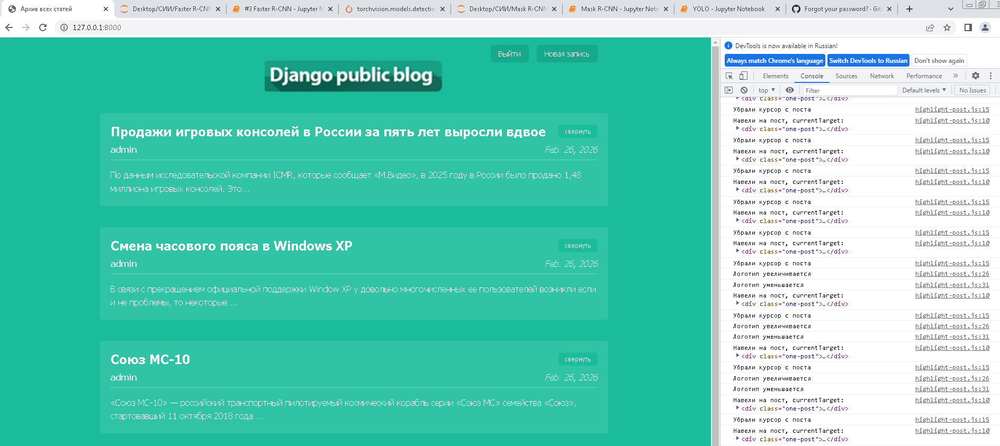 Архив всех статей
Desktop/СИИ/Faster R-CNN
#3 Faster R-CNN - Jupyter N
torchvision.models.detectio
Desktop/СИИ/Mask R-CNN
Mask R-CNN - Jupyter Note
YOLO - Jupyter Notebook
Forgot your password? · Git
127.0.0.1:8000
Выйти
Новая запись
Django public blog
Продажи игровых консолей в России за пять лет выросли вдвое
свернуть
admin
Feb. 26, 2026
По данным исследовательской компании ICMR, которые сообщает «М.Видео», в 2025 году в России было продано 1,48
миллиона игровых консолей. Это...
Смена часового пояса в Windows XP
свернуть
admin
Feb. 26, 2026
В связи с прекращением официальной поддержки Window XP у довольно многочисленных ее пользователей возникли если
и не проблемы, то некоторые ...
Союз МС-10
свернуть
admin
Feb. 26, 2026
«Союз МС-10» — российский транспортный пилотируемый космический корабль серии «Союз МС» семейства «Союз»,
стартовавший 11 октября 2018 года ...
DevTools is now available in Russian!
Always match Chrome's language
Switch DevTools to Russian
Don't show again
Elements
Console
Sources
Network
Performance
»
top
Filter
Default levels
No Issues
<div class="one-post">…</div>
Убрали курсор с поста highlight-post.js:15
Навели на пост, currentTarget: highlight-post.js:10
<div class="one-post">…</div>
Убрали курсор с поста highlight-post.js:15
Навели на пост, currentTarget: highlight-post.js:10
<div class="one-post">…</div>
Убрали курсор с поста highlight-post.js:15
Навели на пост, currentTarget: highlight-post.js:10
<div class="one-post">…</div>
Убрали курсор с поста highlight-post.js:15
Навели на пост, currentTarget: highlight-post.js:10
<div class="one-post">…</div>
Убрали курсор с поста highlight-post.js:15
Навели на пост, currentTarget: highlight-post.js:10
<div class="one-post">…</div>
Убрали курсор с поста highlight-post.js:15
Логотип увеличивается highlight-post.js:26
Логотип уменьшается highlight-post.js:31
Навели на пост, currentTarget: highlight-post.js:10
<div class="one-post">…</div>
Убрали курсор с поста highlight-post.js:15
Логотип увеличивается highlight-post.js:26
Логотип уменьшается highlight-post.js:31
Навели на пост, currentTarget: highlight-post.js:10
<div class="one-post">…</div>
Убрали курсор с поста highlight-post.js:15
Логотип увеличивается highlight-post.js:26
Логотип уменьшается highlight-post.js:31
Навели на пост, currentTarget: highlight-post.js:10
<div class="one-post">…</div>
Убрали курсор с поста highlight-post.js:15
Навели на пост, currentTarget: highlight-post.js:10
<div class="one-post">…</div>